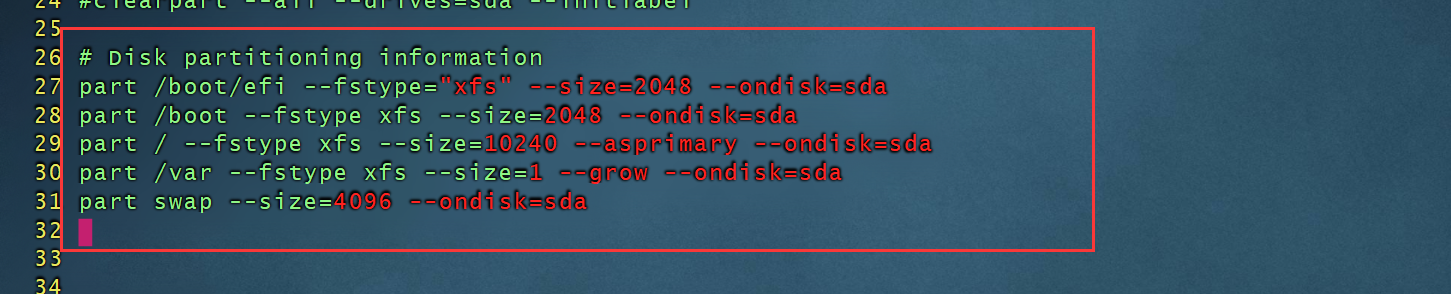 24 #clearpart --all --drives=sda --initlabel
25
26 # Disk partitioning information
27 part /boot/efi --fstype="xfs" --size=2048 --ondisk=sda
28 part /boot --fstype xfs --size=2048 --ondisk=sda
29 part / --fstype xfs --size=10240 --asprimary --ondisk=sda
30 part /var --fstype xfs --size=1 --grow --ondisk=sda
31 part swap --size=4096 --ondisk=sda
32
33
34